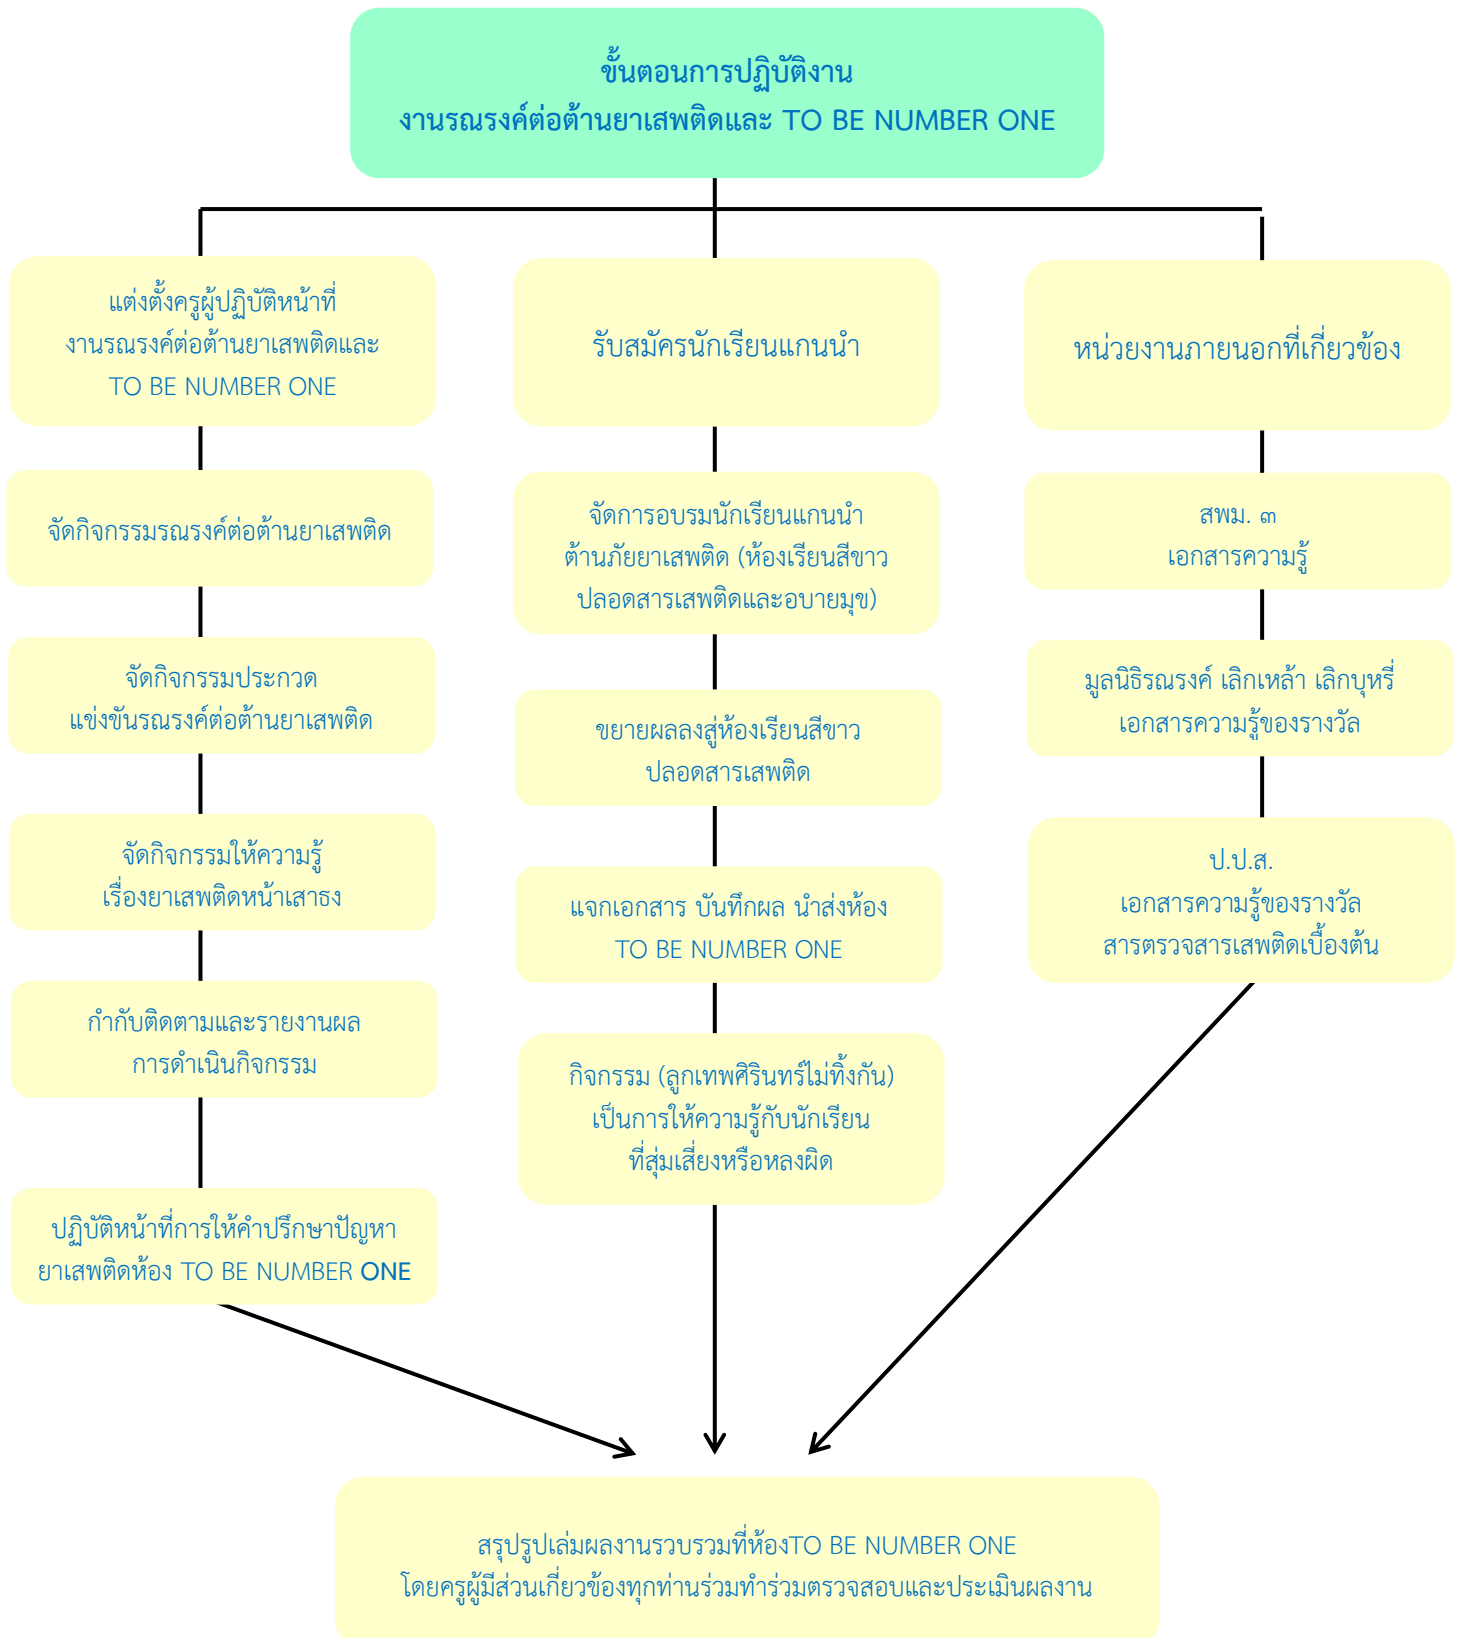 ขั้นตอนการปฏิบัติงาน
งานรณรงค์ต่อต้านยาเสพติดและ TO BE NUMBER ONE
แต่งตั้งครูผู้ปฏิบัติหน้าที่
งานรณรงค์ต่อต้านยาเสพติดและ
TO BE NUMBER ONE
จัดกิจกรรมรณรงค์ต่อต้านยาเสพติด
จัดกิจกรรมประกวด
แข่งขันรณรงค์ต่อต้านยาเสพติด
จัดกิจกรรมให้ความรู้
เรื่องยาเสพติดหน้าเสาธง
กำกับติดตามและรายงานผล
การดำเนินกิจกรรม
ปฏิบัติหน้าที่การให้คำปรึกษาปัญหา
ยาเสพติดห้อง TO BE NUMBER ONE
รับสมัครนักเรียนแกนนำ
จัดการอบรมนักเรียนแกนนำ
ต้านภัยยาเสพติด (ห้องเรียนสีขาว
ปลอดสารเสพติดและอบายมุข)
ขยายผลลงสู่ห้องเรียนสีขาว
ปลอดสารเสพติด
แจกเอกสาร บันทึกผล นำส่งห้อง
TO BE NUMBER ONE
กิจกรรม (ลูกเทพศิรินทร์ไม่ทิ้งกัน)
เป็นการให้ความรู้กับนักเรียน
ที่สุ่มเสี่ยงหรือหลงผิด
หน่วยงานภายนอกที่เกี่ยวข้อง
สพม. ๓
เอกสารความรู้
มูลนิธิรณรงค์ เลิกเหล้า เลิกบุหรี่
เอกสารความรู้ของรางวัล
ป.ป.ส.
เอกสารความรู้ของรางวัล
สารตรวจสารเสพติดเบื้องต้น
สรุปรูปเล่มผลงานรวบรวมที่ห้องTO BE NUMBER ONE
โดยครูผู้มีส่วนเกี่ยวข้องทุกท่านร่วมทำร่วมตรวจสอบและประเมินผลงาน